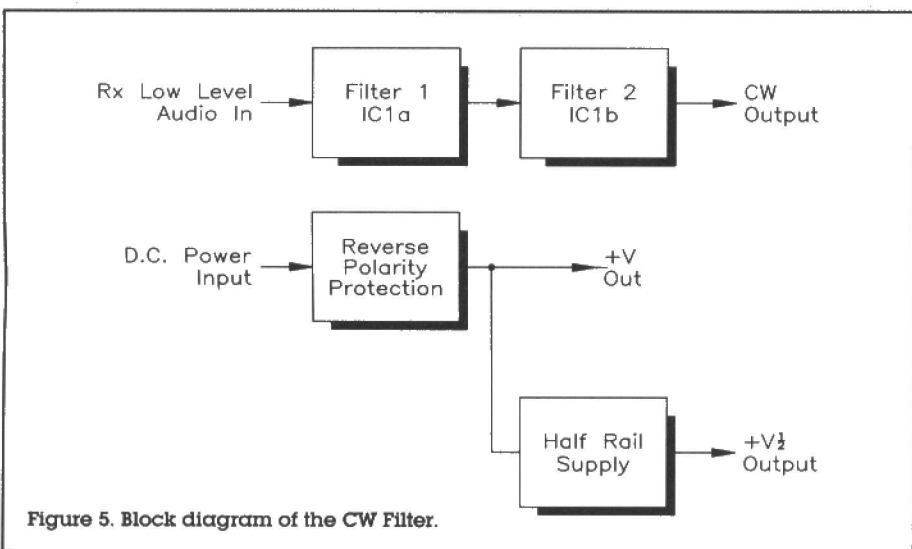 Rx Low Level
Audio In
Filter 1
IC1a
Filter 2
IC1b
CW
Output
D.C. Power
Input
Reverse
Polarity
Protection
+V
Out
Half Rail
Supply
+V½
Output
Figure 5. Block diagram of the CW Filter.